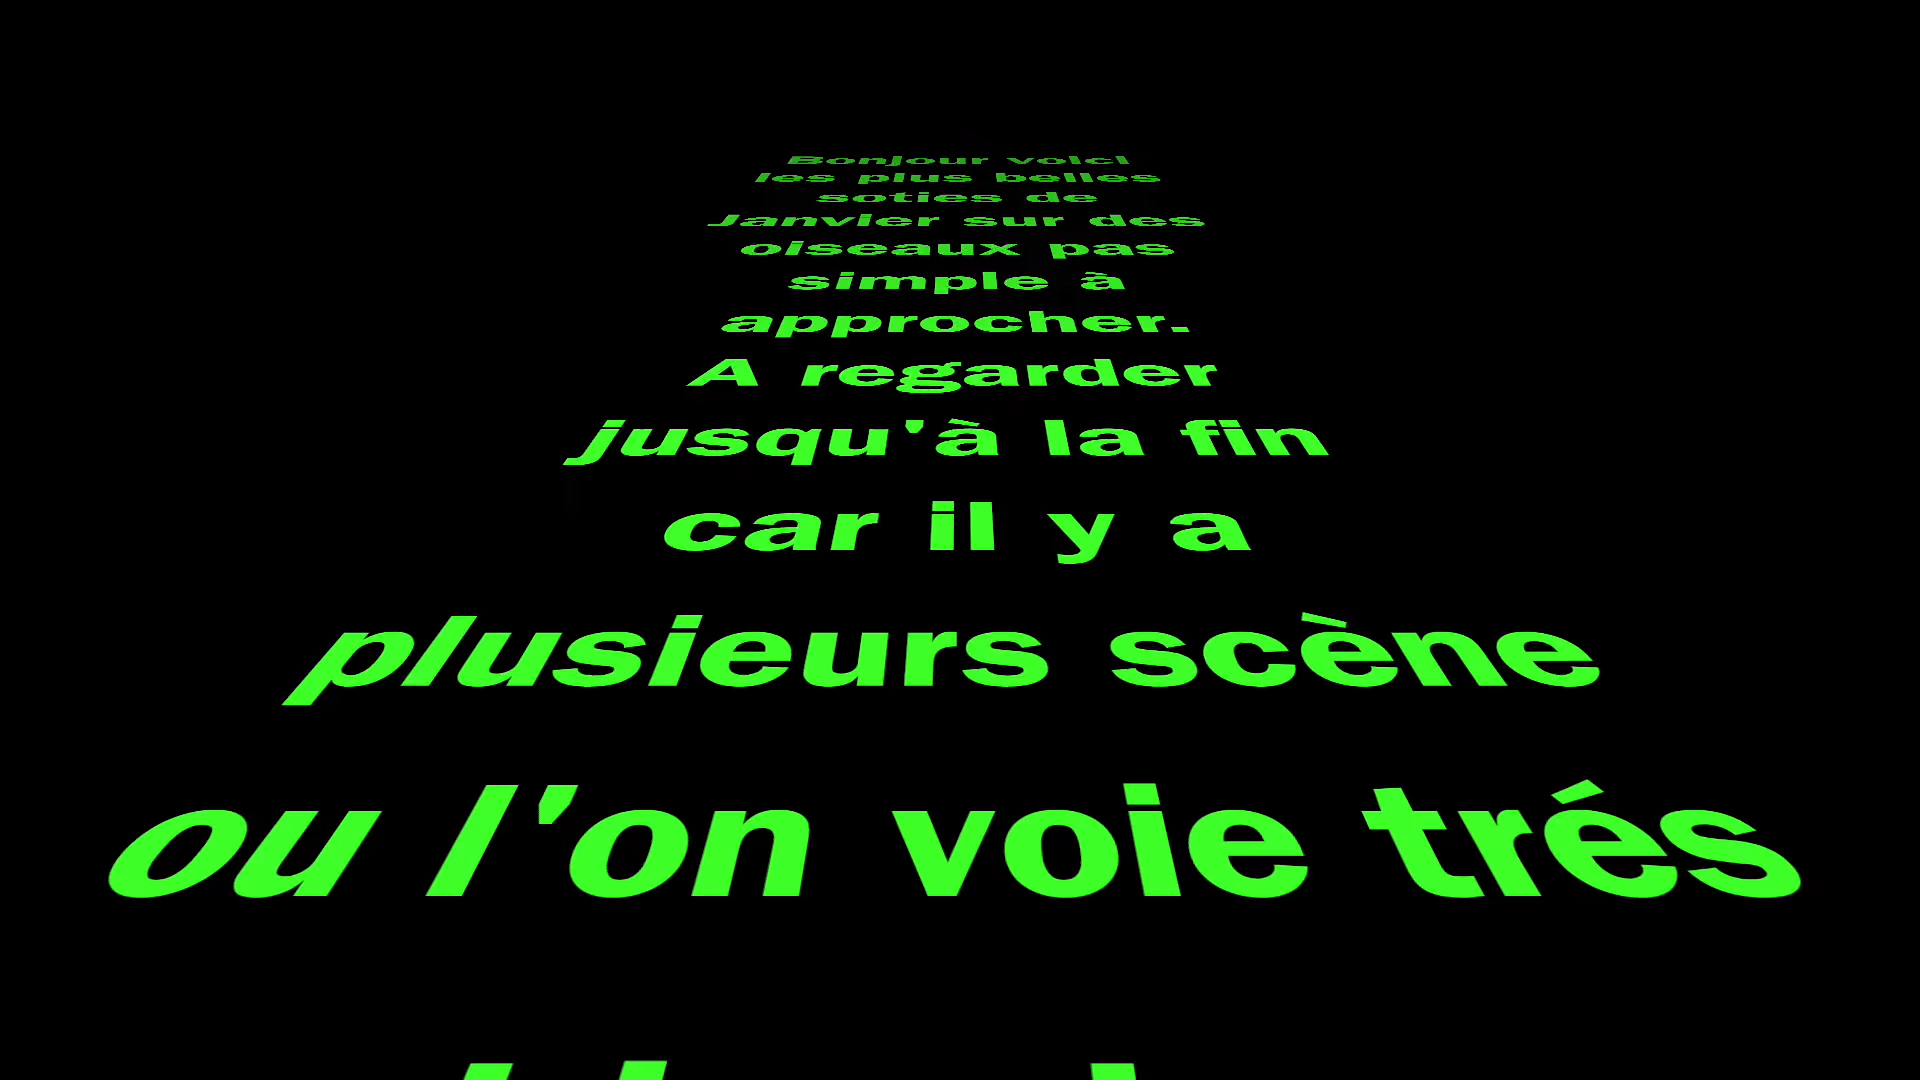 Bonjour voici
les plus belles
soties de
Janvier sur des
oiseaux pas
simple à
approcher.
A regarder
jusqu'à la fin
car il y a
plusieurs scène
ou l'on voie trés